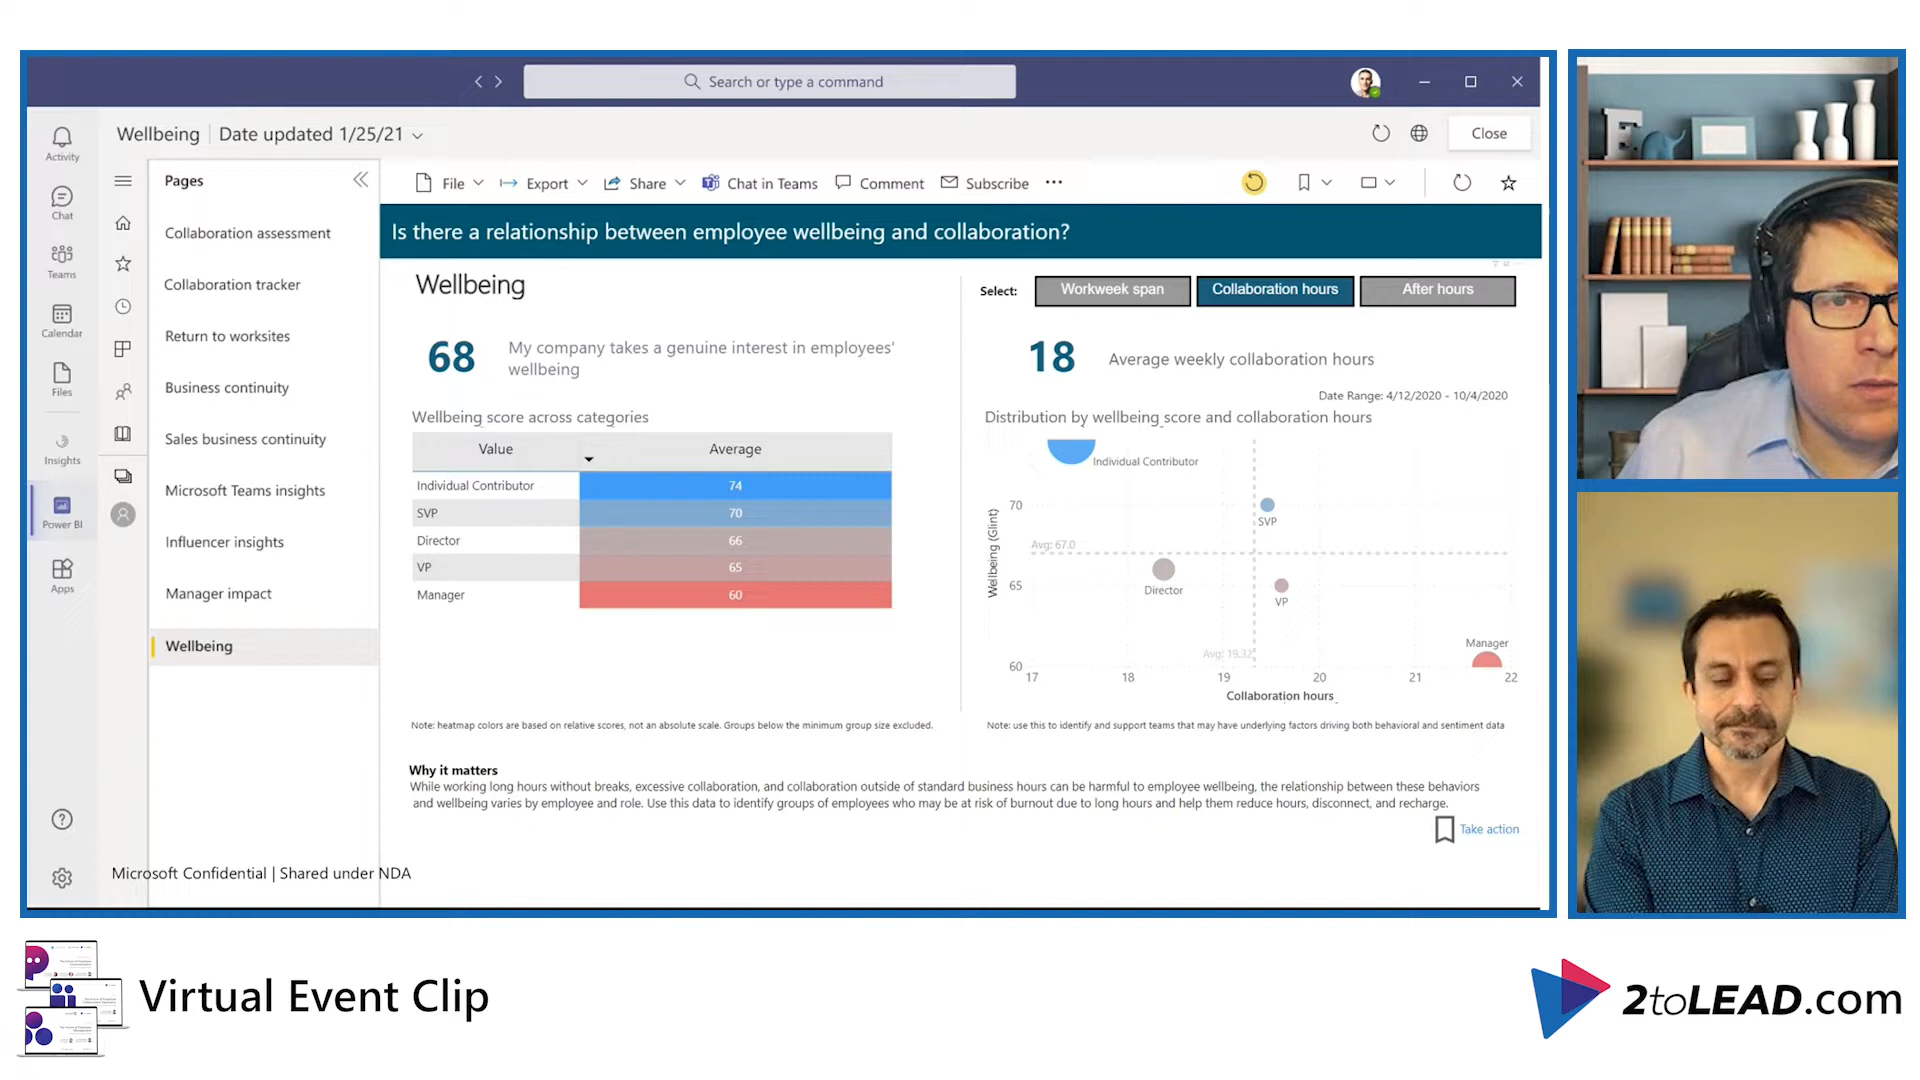 Search or type a command
Wellbeing | Date updated 1/25/21
Close
Activity
Chat
Teams
Calendar
Files
Insights
Power BI
Apps
Pages
Collaboration assessment
Collaboration tracker
Return to worksites
Business continuity
Sales business continuity
Microsoft Teams insights
Influencer insights
Manager impact
Wellbeing
File Export Share Chat in Teams Comment Subscribe ...
Is there a relationship between employee wellbeing and collaboration?
Wellbeing
68
My company takes a genuine interest in employees'
wellbeing
Wellbeing score across categories
Value Average
Individual Contributor 74
SVP 70
Director 66
VP 65
Manager 60
Note: heatmap colors are based on relative scores, not an absolute scale. Groups below the minimum group size excluded.
Select: Workweek span Collaboration hours After hours
18 Average weekly collaboration hours
Date Range: 4/12/2020 - 10/4/2020
Distribution by wellbeing score and collaboration hours
Individual Contributor
70
SVP
Avg: 67.0
Wellbeing (Glint)
65
Director
VP
Manager
Avg: 19.32
60
17 18 19 20 21 22
Collaboration hours
Note: use this to identify and support teams that may have underlying factors driving both behavioral and sentiment data
Why it matters
While working long hours without breaks, excessive collaboration, and collaboration outside of standard business hours can be harmful to employee wellbeing, the relationship between these behaviors
and wellbeing varies by employee and role. Use this data to identify groups of employees who may be at risk of burnout due to long hours and help them reduce hours, disconnect, and recharge.
Take action
Microsoft Confidential | Shared under NDA
E
Virtual Event Clip
2toLEAD.com